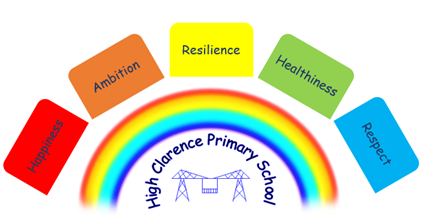 Happiness
Ambition
Resilience
Healthiness
Respect
High Clarence Primary School